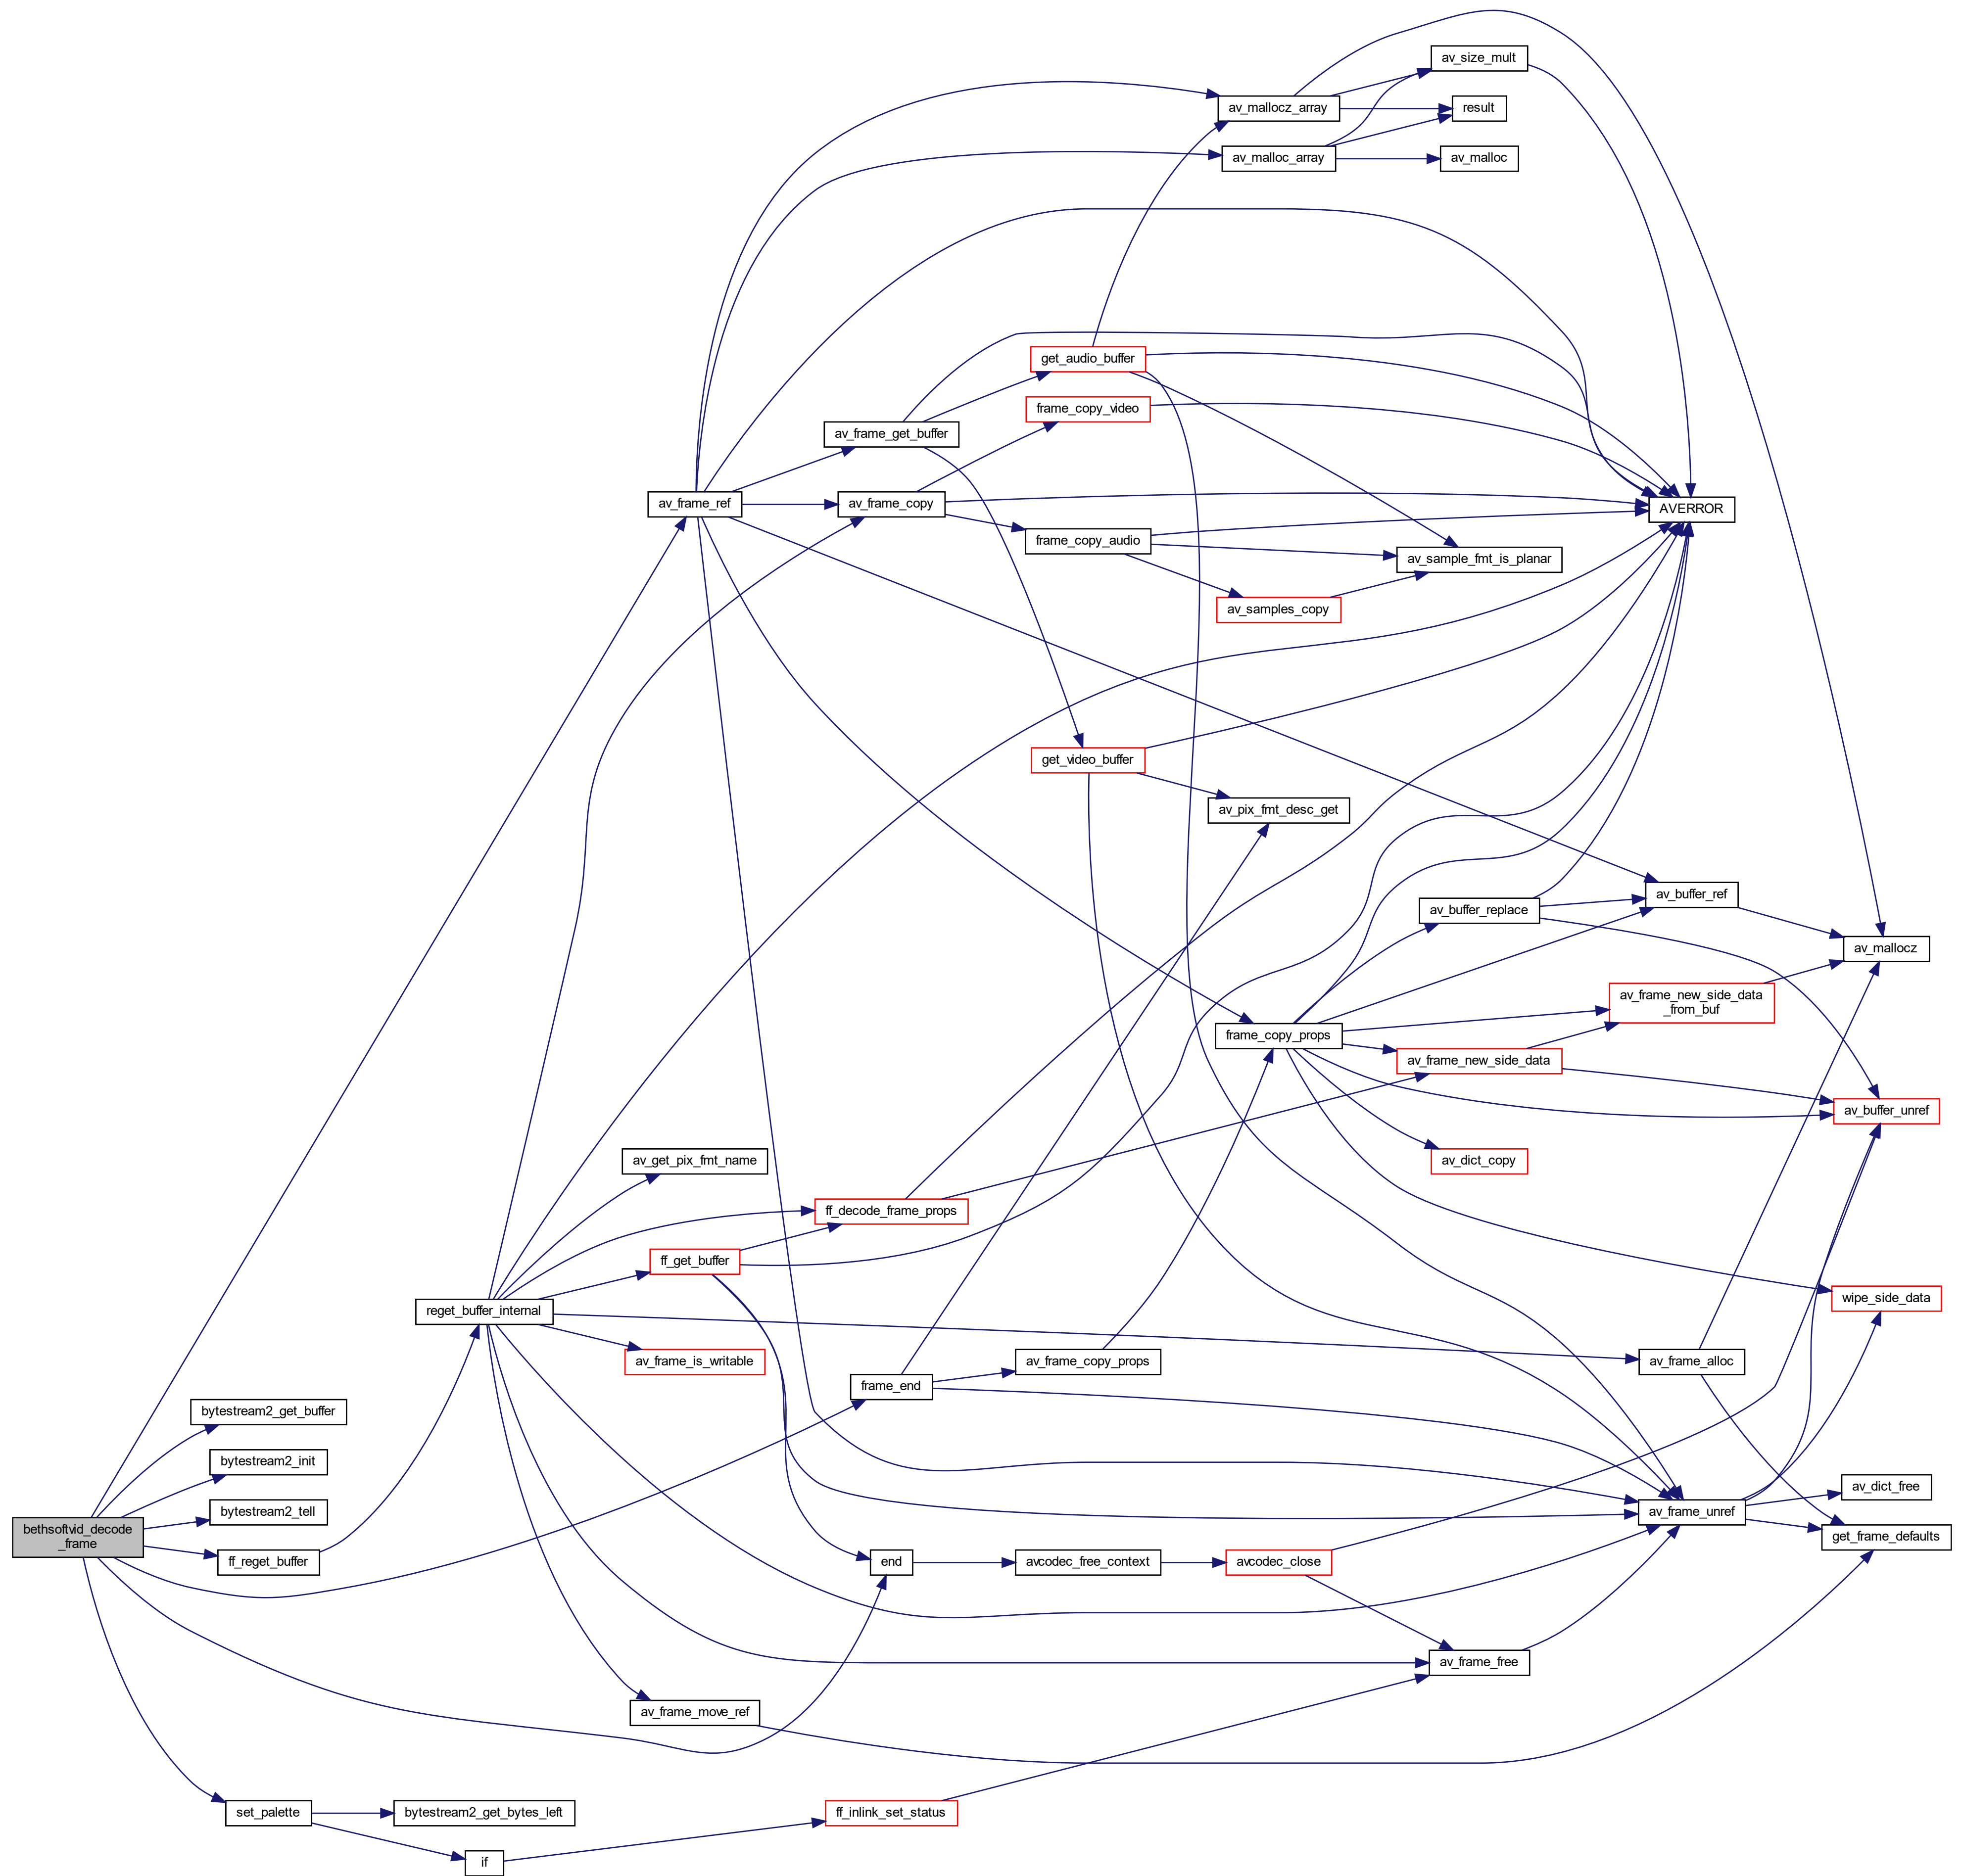 av_size_mult
av_mallocz_array
result
av_malloc_array
av_malloc
get_audio_buffer
frame_copy_video
av_frame_get_buffer
av_frame_ref
av_frame_copy
AVERROR
frame_copy_audio
av_sample_fmt_is_planar
av_samples_copy
get_video_buffer
av_pix_fmt_desc_get
av_buffer_ref
av_buffer_replace
av_mallocz
av_frame_new_side_data
_from_buf
frame_copy_props
av_frame_new_side_data
av_buffer_unref
av_get_pix_fmt_name
av_dict_copy
ff_decode_frame_props
ff_get_buffer
wipe_side_data
reget_buffer_internal
av_frame_is_writable
av_frame_copy_props
av_frame_alloc
frame_end
bytestream2_get_buffer
bytestream2_init
av_dict_free
bytestream2_tell
av_frame_unref
bethsoftvid_decode
_frame
get_frame_defaults
ff_reget_buffer
end
avcodec_free_context
avcodec_close
av_frame_free
av_frame_move_ref
set_palette
bytestream2_get_bytes_left
ff_inlink_set_status
if